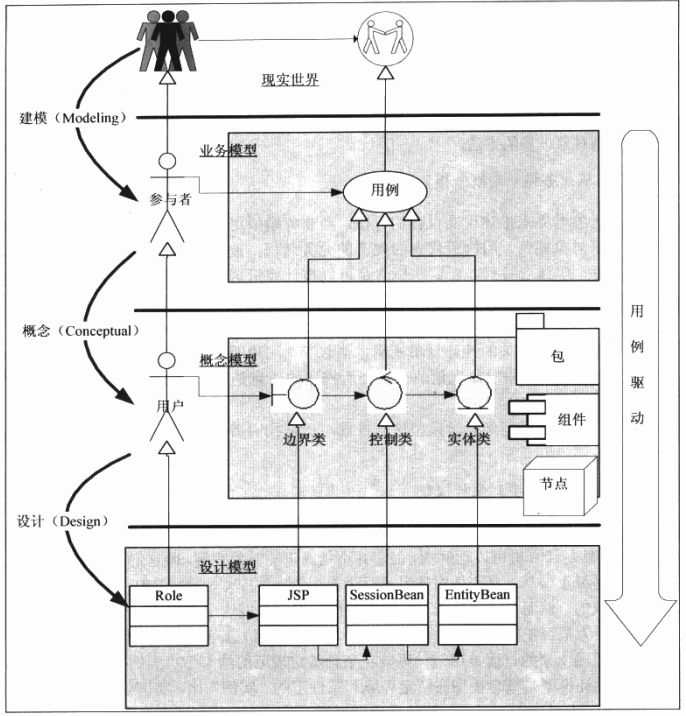 现实世界
建模（Modeling）
业务模型
参与者
用例
概念（Conceptual）
概念模型
包
用户
组件
边界类
控制类
实体类
节点
设计（Design）
设计模型
Role
JSP
SessionBean
EntityBean
用例驱动